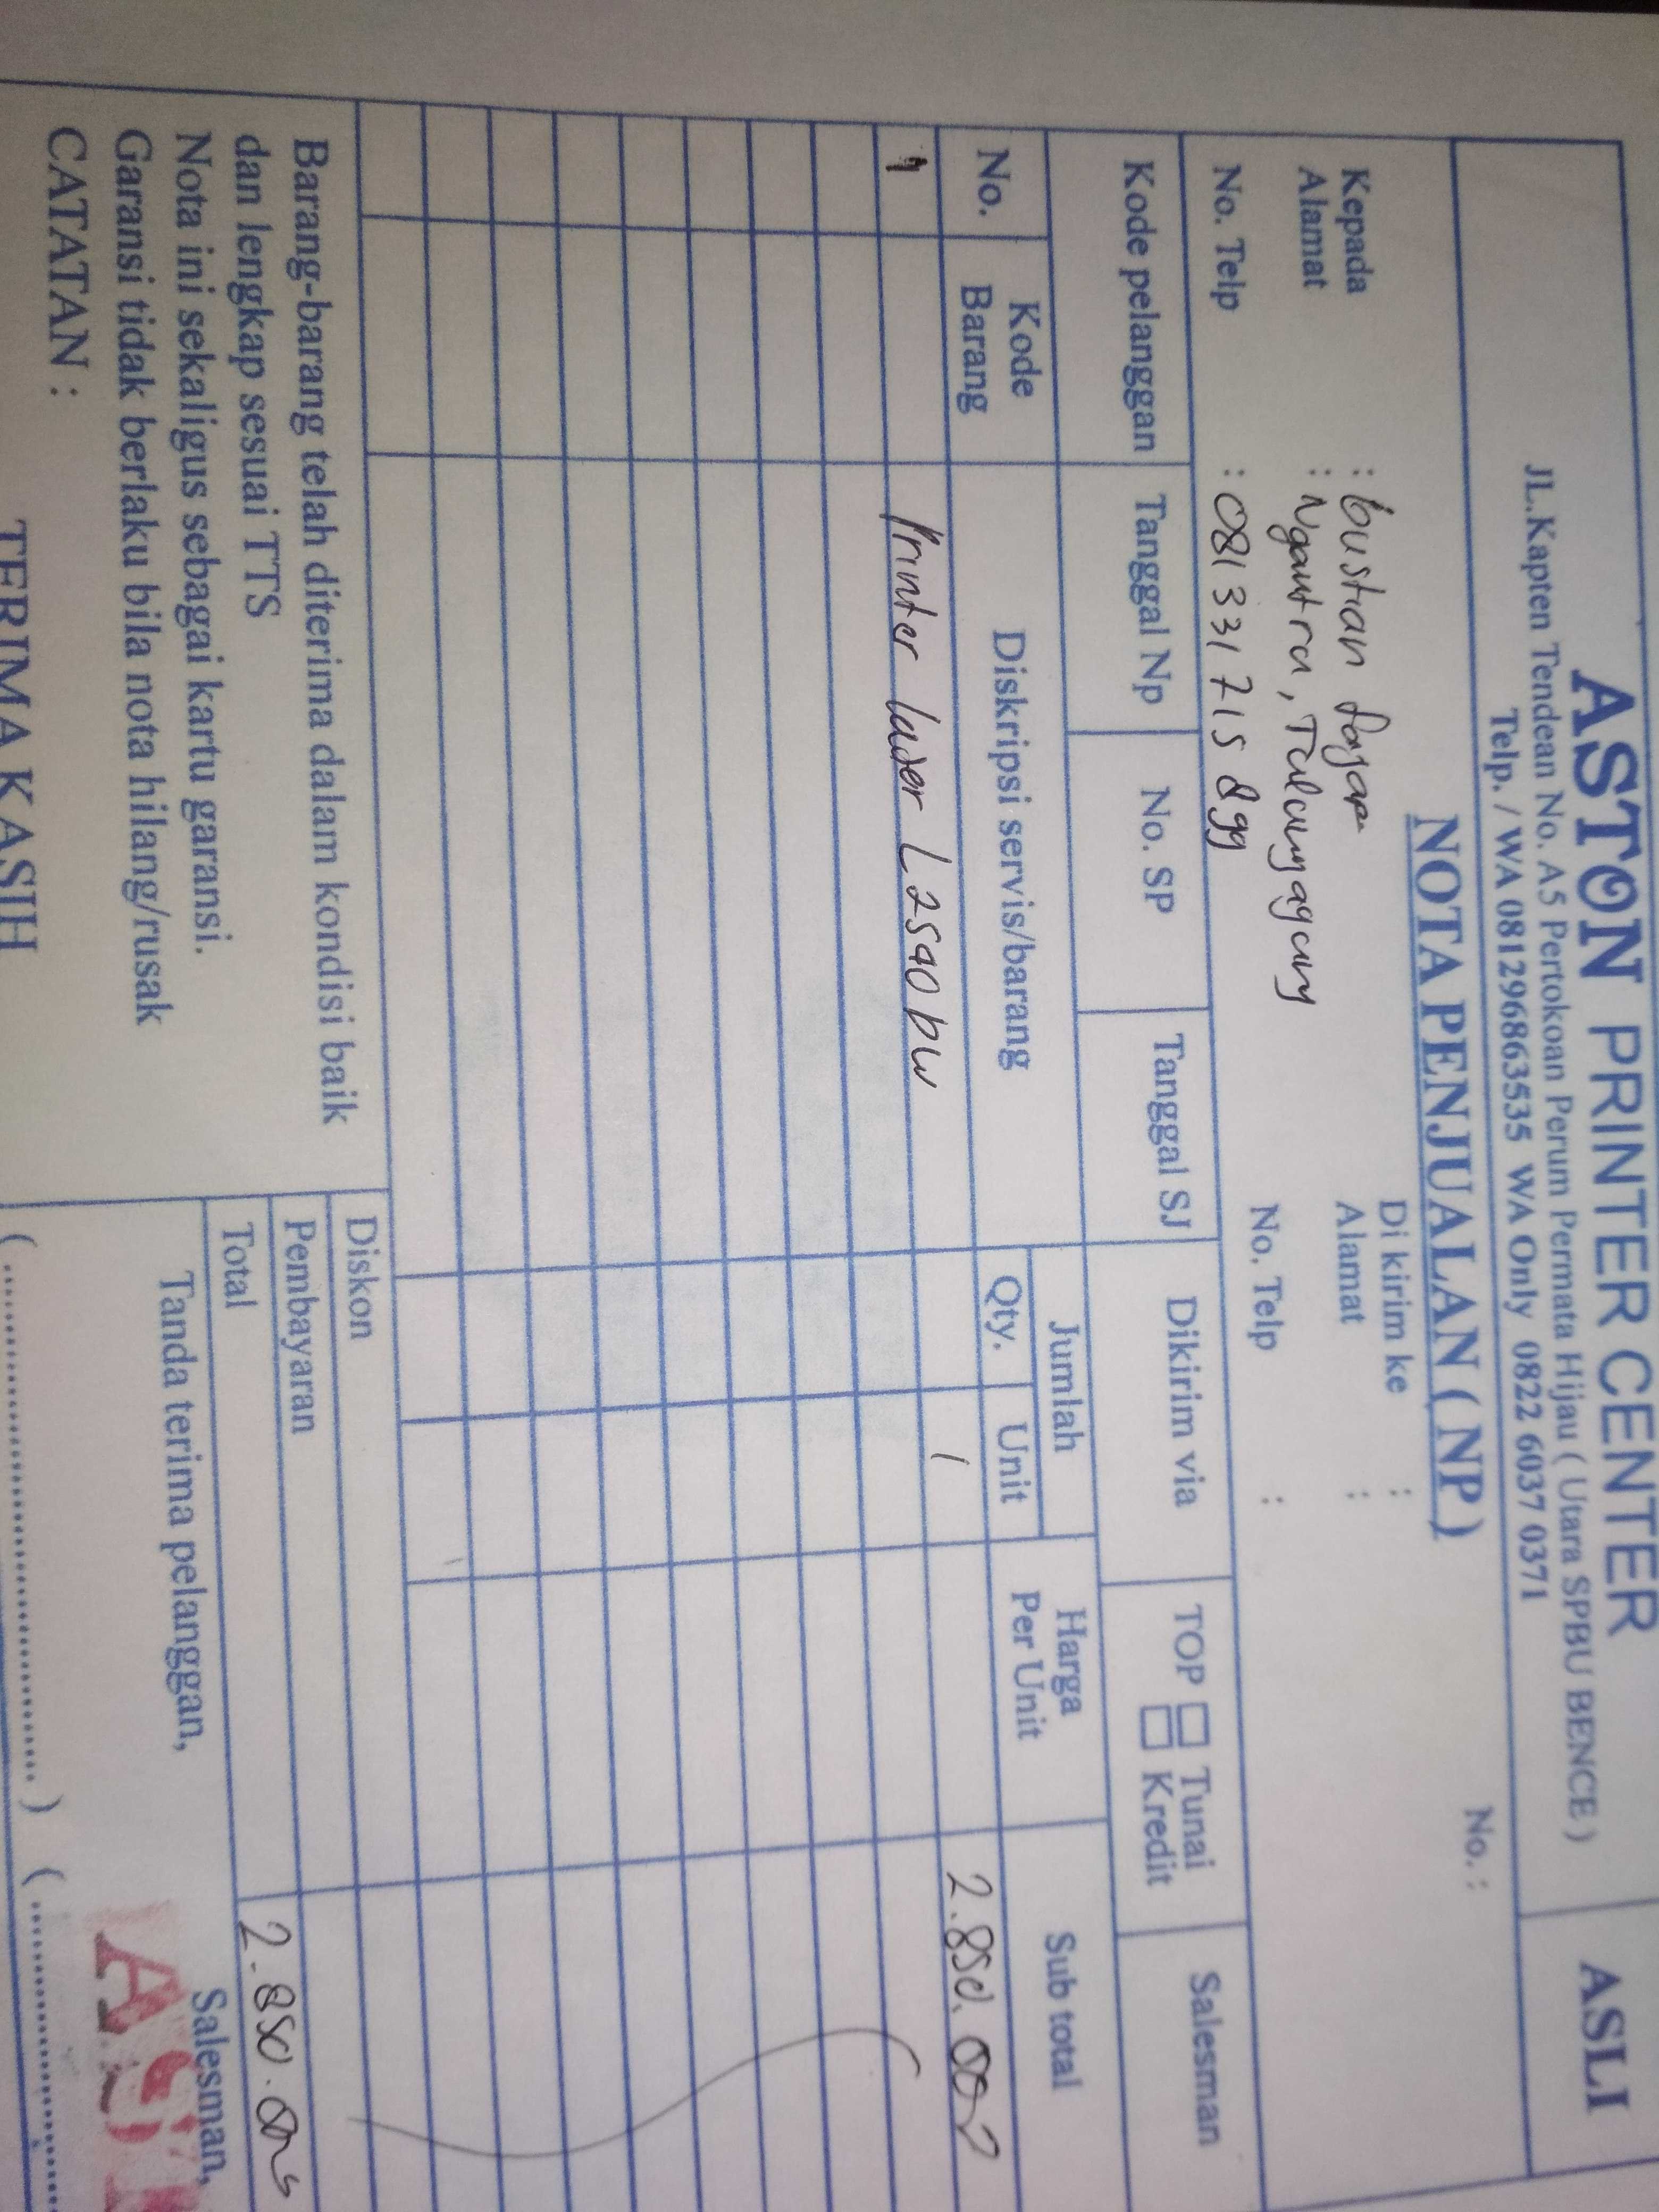 ASTON PRINTER CENTER
ASLI
JL.Kapten Tendean No. A5 Pertokoan Perum Permata Hijau ( Utara SPBU BENCE )
Telp. / WA 081296863535 WA Only 0822 6037 0371
NOTA PENJUALAN ( NP )
No. :
Kepada : bustian
Alamat : Ngantru, Tulungagung
No. Telp : 081 331 715 899
Di kirim ke :
Alamat :
No. Telp :
Kode pelanggan Tanggal Np No. SP Tanggal SJ Dikirim via TOP Tunai Kredit Salesman
No. Kode Barang Diskripsi servis/barang Jumlah Qty. Unit Harga Per Unit Sub total
1 Printer laser L2540 DW 1 2.850.000
Barang-barang telah diterima dalam kondisi baik
dan lengkap sesuai TTS
Nota ini sekaligus sebagai kartu garansi.
Garansi tidak berlaku bila nota hilang/rusak
CATATAN :
TERIMA KASIH
Diskon
Pembayaran
Total 2.850.000
Tanda terima pelanggan,
Salesman,
(..............................) (